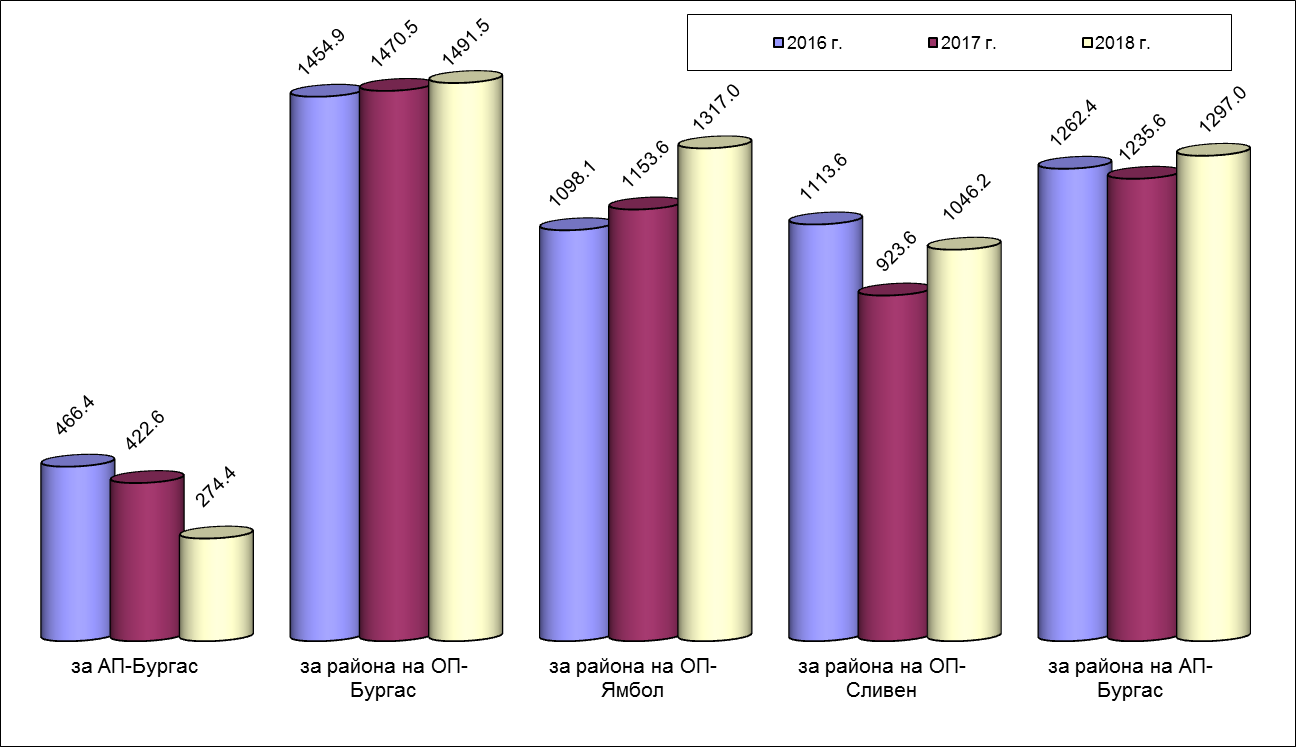 2016 г.
2017 г.
2018 г.
466.4
422.6
274.4
1454.9
1470.5
1491.5
1098.1
1153.6
1317.0
1113.6
923.6
1046.2
1262.4
1235.6
1297.0
за АП-Бургас
за района на ОП-
Бургас
за района на ОП-
Ямбол
за района на ОП-
Сливен
за района на АП-
Бургас